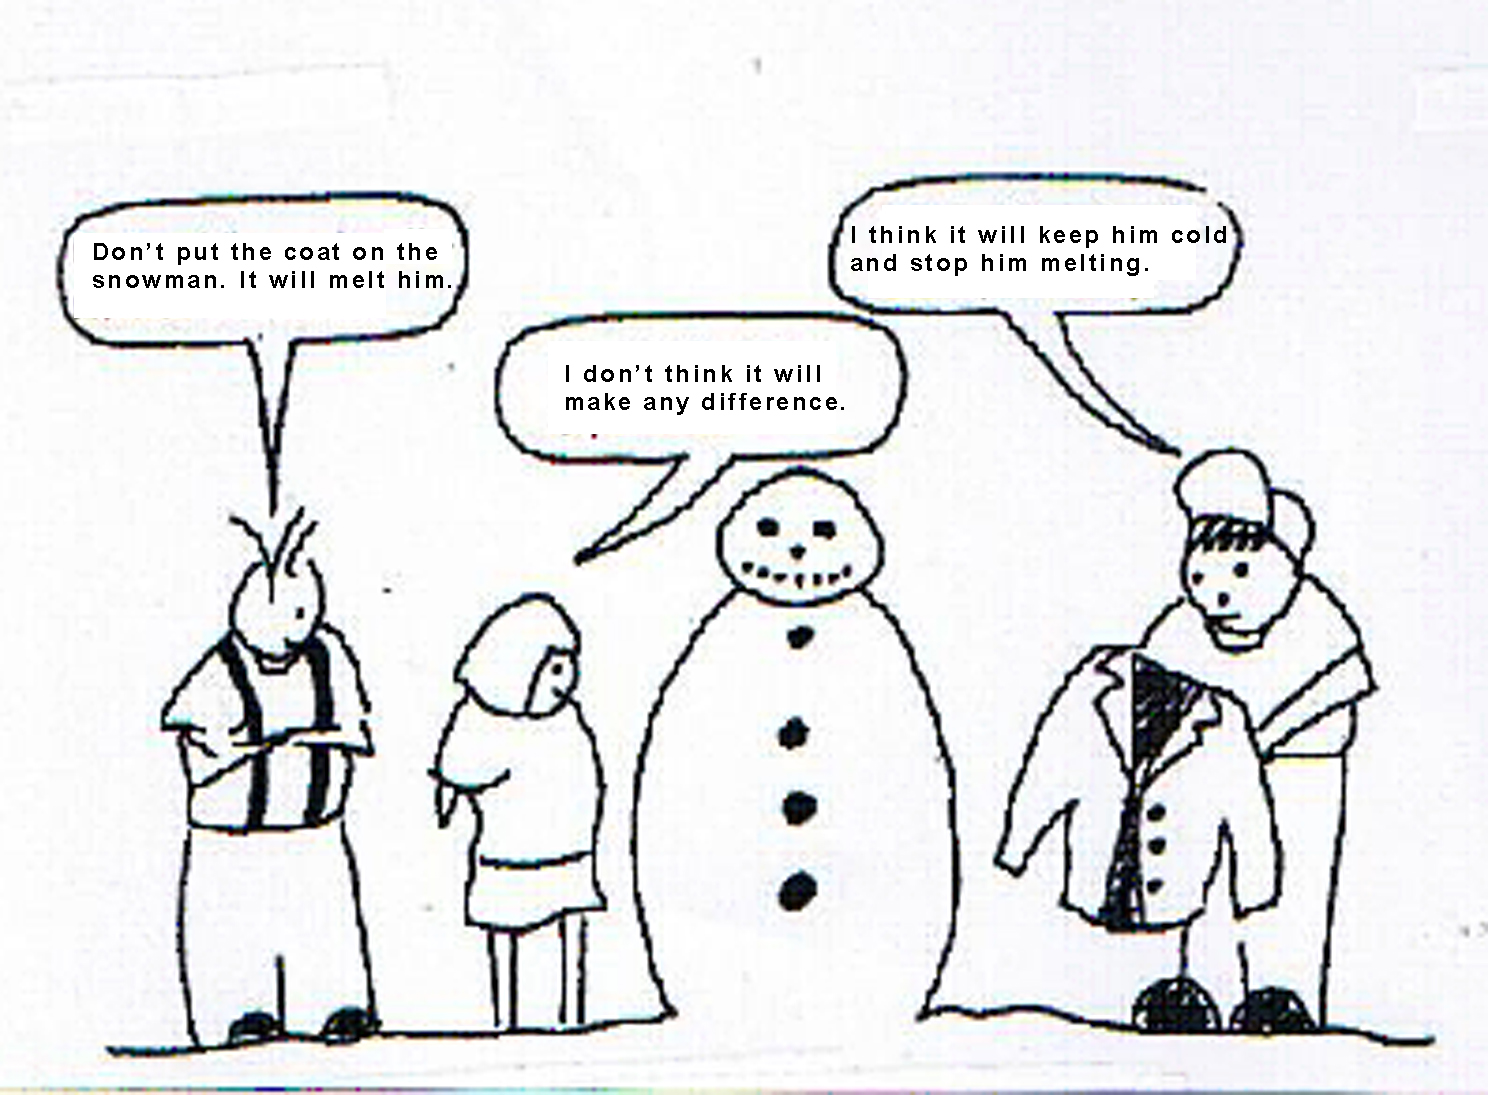 Don't put the coat on the
snowman. It will melt him.
I don't think it will
make any difference.
I think it will keep him cold
and stop him melting.